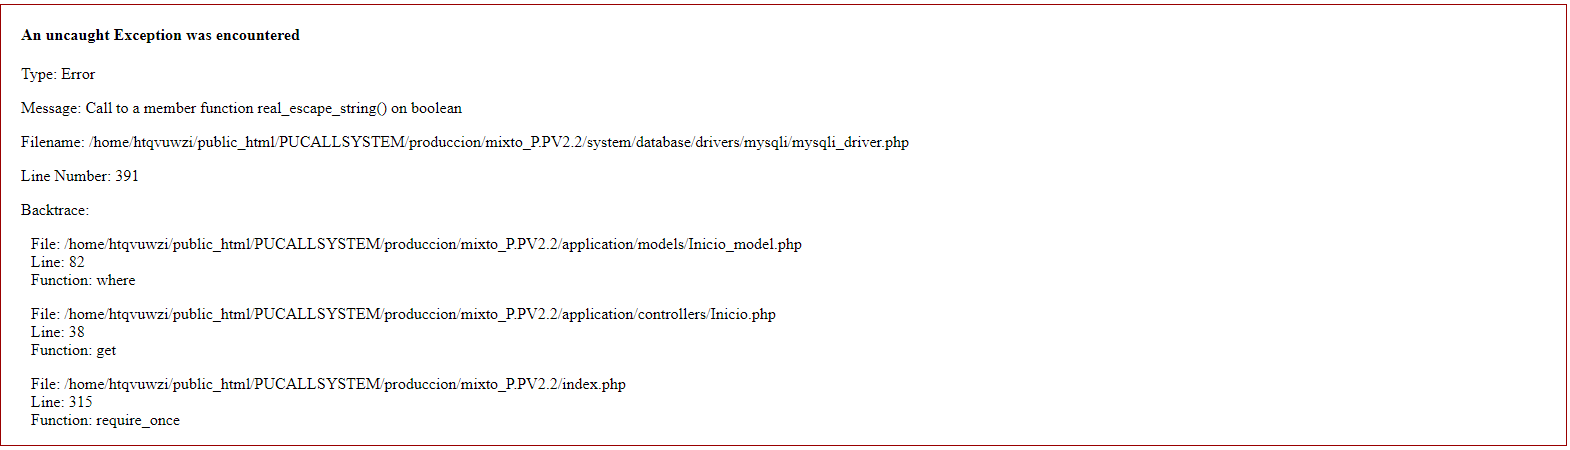 An uncaught Exception was encountered
Type: Error
Message: Call to a member function real_escape_string() on boolean
Filename: /home/htqvuwzi/public_html/PUCALLSYSTEM/produccion/mixto_P.PV2.2/system/database/drivers/mysqli/mysqli_driver.php
Line Number: 391
Backtrace:
File: /home/htqvuwzi/public_html/PUCALLSYSTEM/produccion/mixto_P.PV2.2/application/models/Inicio_model.php
Line: 82
Function: where
File: /home/htqvuwzi/public_html/PUCALLSYSTEM/produccion/mixto_P.PV2.2/application/controllers/Inicio.php
Line: 38
Function: get
File: /home/htqvuwzi/public_html/PUCALLSYSTEM/produccion/mixto_P.PV2.2/index.php
Line: 315
Function: require_once